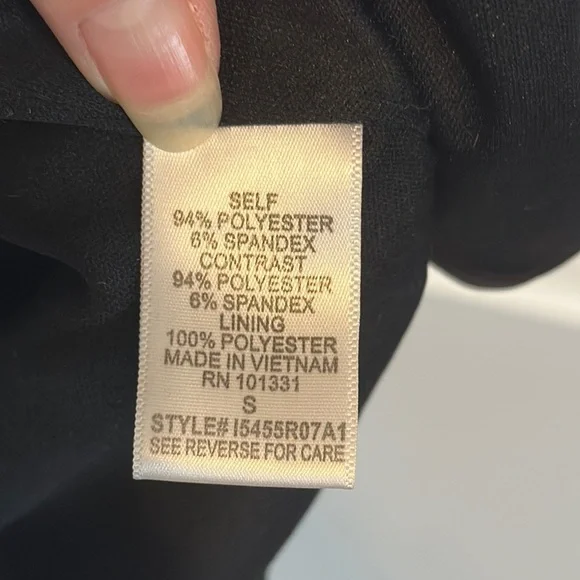 SELF
94% POLYESTER
6% SPANDEX
CONTRAST
94% POLYESTER
6% SPANDEX
LINING
100% POLYESTER
MADE IN VIETNAM
RN 101331
S
STYLE# I5455R07A1
SEE REVERSE FOR CARE